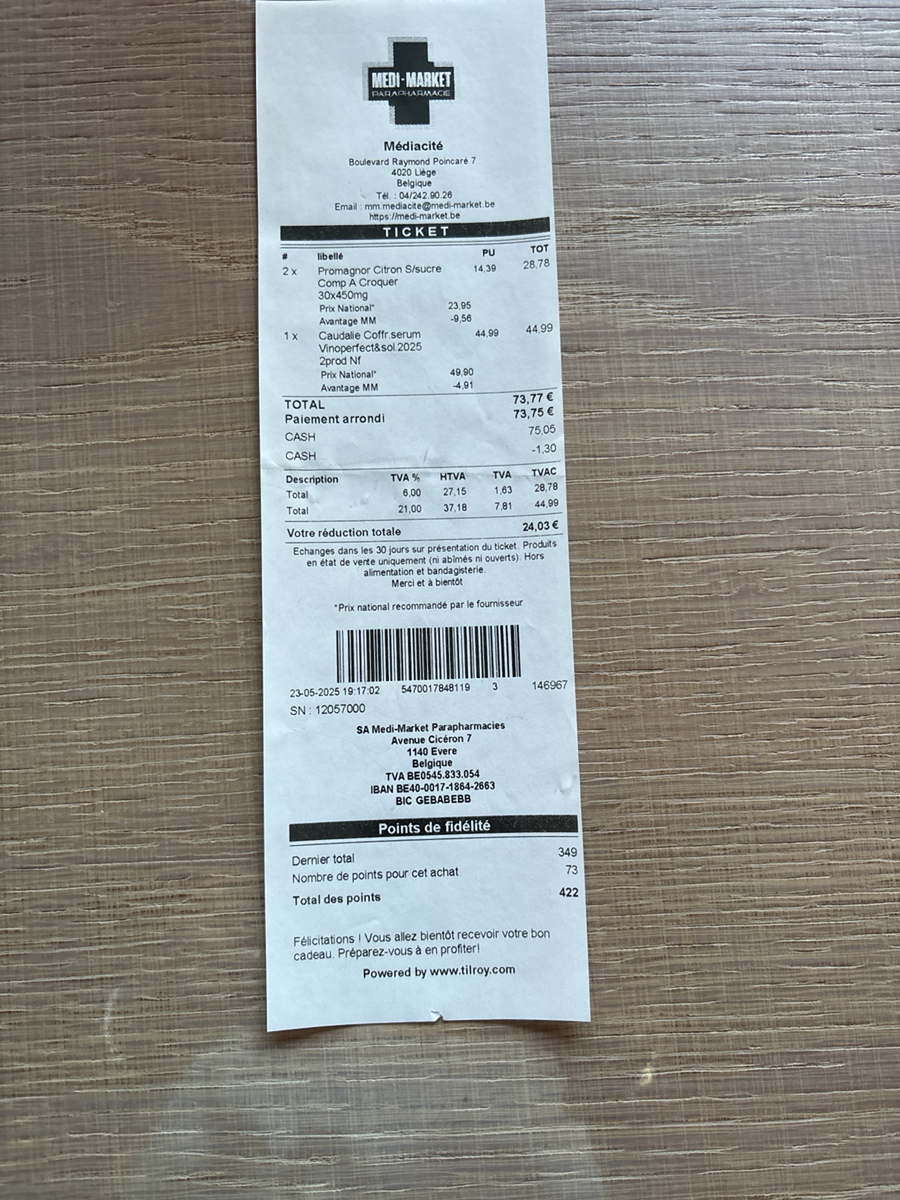 MEDI-MARKET
PARAPHARMACIE
Médiacité
Boulevard Raymond Poincaré 7
4020 Liège
Belgique
Tél. : 04/242.90.26
Email : mm.mediacite@medi-market.be
https://medi-market.be
TICKET
# libellé PU TOT
2 x Promagnor Citron S/sucre 14,39 28,78
Comp A Croquer
30x450mg
Prix National* 23,95
Avantage MM -9,56
1 x Caudalie Coffr.serum 44,99 44,99
Vinoperfect&sol.2025
2prod Nf
Prix National* 49,90
Avantage MM -4,91
TOTAL 73,77 €
Paiement arrondi 73,75 €
CASH 75,05
CASH -1,30
Description TVA % HTVA TVA TVAC
Total 6,00 27,15 1,63 28,78
Total 21,00 37,18 7,81 44,99
Votre réduction totale 24,03 €
Echanges dans les 30 jours sur présentation du ticket. Produits
en état de vente uniquement (ni abîmés ni ouverts). Hors
alimentation et bandagisterie.
Merci et à bientôt
*Prix national recommandé par le fournisseur
23-05-2025 19:17:02 5470017848119 3 146967
SN : 12057000
SA Medi-Market Parapharmacies
Avenue Cicéron 7
1140 Evere
Belgique
TVA BE0545.833.054
IBAN BE40-0017-1864-2663
BIC GEBABEBB
Points de fidélité
Dernier total 349
Nombre de points pour cet achat 73
Total des points 422
Félicitations ! Vous allez bientôt recevoir votre bon
cadeau. Préparez-vous à en profiter!
Powered by www.tilroy.com